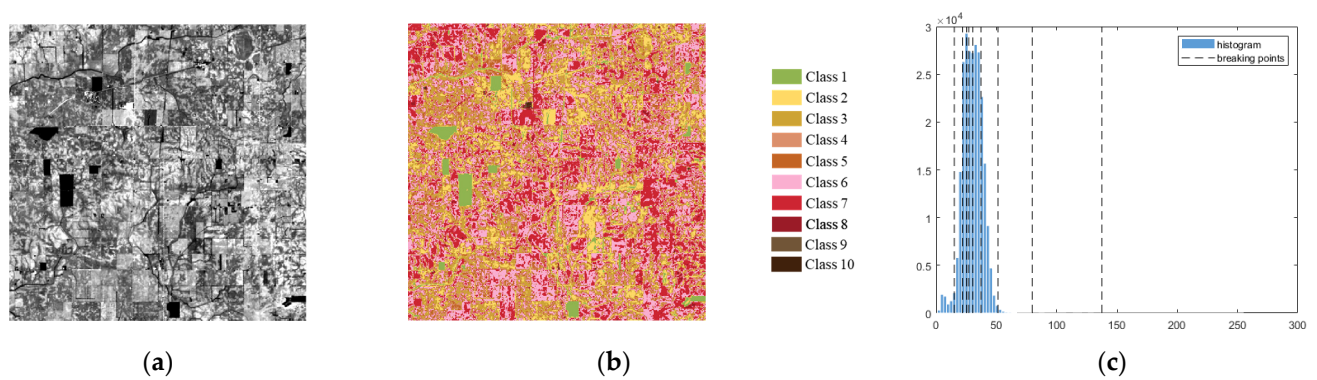 Class 1
Class 2
Class 3
Class 4
Class 5
Class 6
Class 7
Class 8
Class 9
Class 10
×10⁴
3
2.5
2
1.5
1
0.5
0
0 50 100 150 200 250 300
histogram
breaking points
(a) (b) (c)